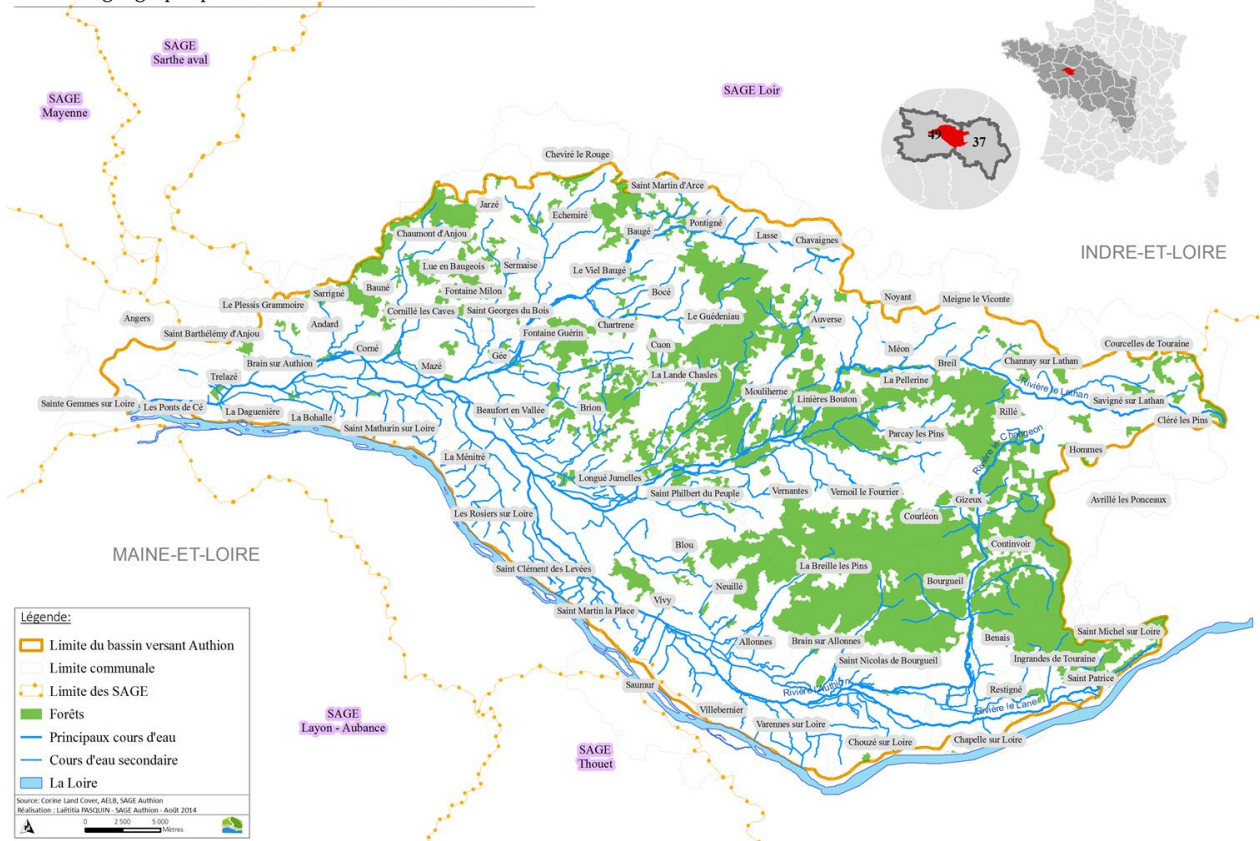 SAGE
Sarthe aval
SAGE
Mayenne
SAGE Loir
49
37
INDRE-ET-LOIRE
Cheviré le Rouge
Saint Martin d'Arce
Jarzé
Echemiré
Pontigné
Chaumont d'Anjou
Baugé
Lasse
Chavaignes
Lue en Baugeois
Sermaise
Le Viel Baugé
Bauné
Fontaine Milon
Bocé
Sarrigné
Noyant
Meigne le Viconte
Le Plessis Grammoire
Cornillé les Caves
Saint Georges du Bois
Angers
Andard
Chartrene
Le Guédeniau
Auverse
Saint Barthélémy d'Anjou
Fontaine Guérin
Courcelles de Touraine
Corné
Gée
Cuon
Méon
Brain sur Authion
Mazé
Breil
Channay sur Lathan
Trelazé
La Lande Chasles
La Pellerine
Rivière le Lathan
Mouliherne
Linières Bouton
Savigné sur Lathan
Sainte Gemmes sur Loire
Les Ponts de Cé
La Daguenière
La Bohalle
Beaufort en Vallée
Brion
Rillé
Cléré les Pins
Saint Mathurin sur Loire
Parcay les Pins
Rivière le Changeon
Hommes
La Ménitré
Longué Jumelles
Saint Philbert du Peuple
Vernantes
Vernoil le Fourrier
Gizeux
Avrillé les Ponceaux
Les Rosiers sur Loire
Courléon
MAINE-ET-LOIRE
Blou
Continvoir
Saint Clément des Levées
La Breille les Pins
Neuillé
Bourgueil
Saint Martin la Place
Vivy
Allonnes
Brain sur Allonnes
Benais
Saint Michel sur Loire
Saint Nicolas de Bourgueil
Ingrandes de Touraine
Saint Patrice
Saumur
Rivière l'Authion
Restigné
Rivière le Lane
Villebernier
SAGE
Layon - Aubance
Varennes sur Loire
Chouzé sur Loire
Chapelle sur Loire
SAGE
Thouet
Légende:
Limite du bassin versant Authion
Limite communale
Limite des SAGE
Forêts
Principaux cours d'eau
Cours d'eau secondaire
La Loire
Source: Corine Land Cover, AELB, SAGE Authion
Réalisation : Laëtitia PASQUIN - SAGE Authion - Août 2014
0 2 500 5 000
Mètres